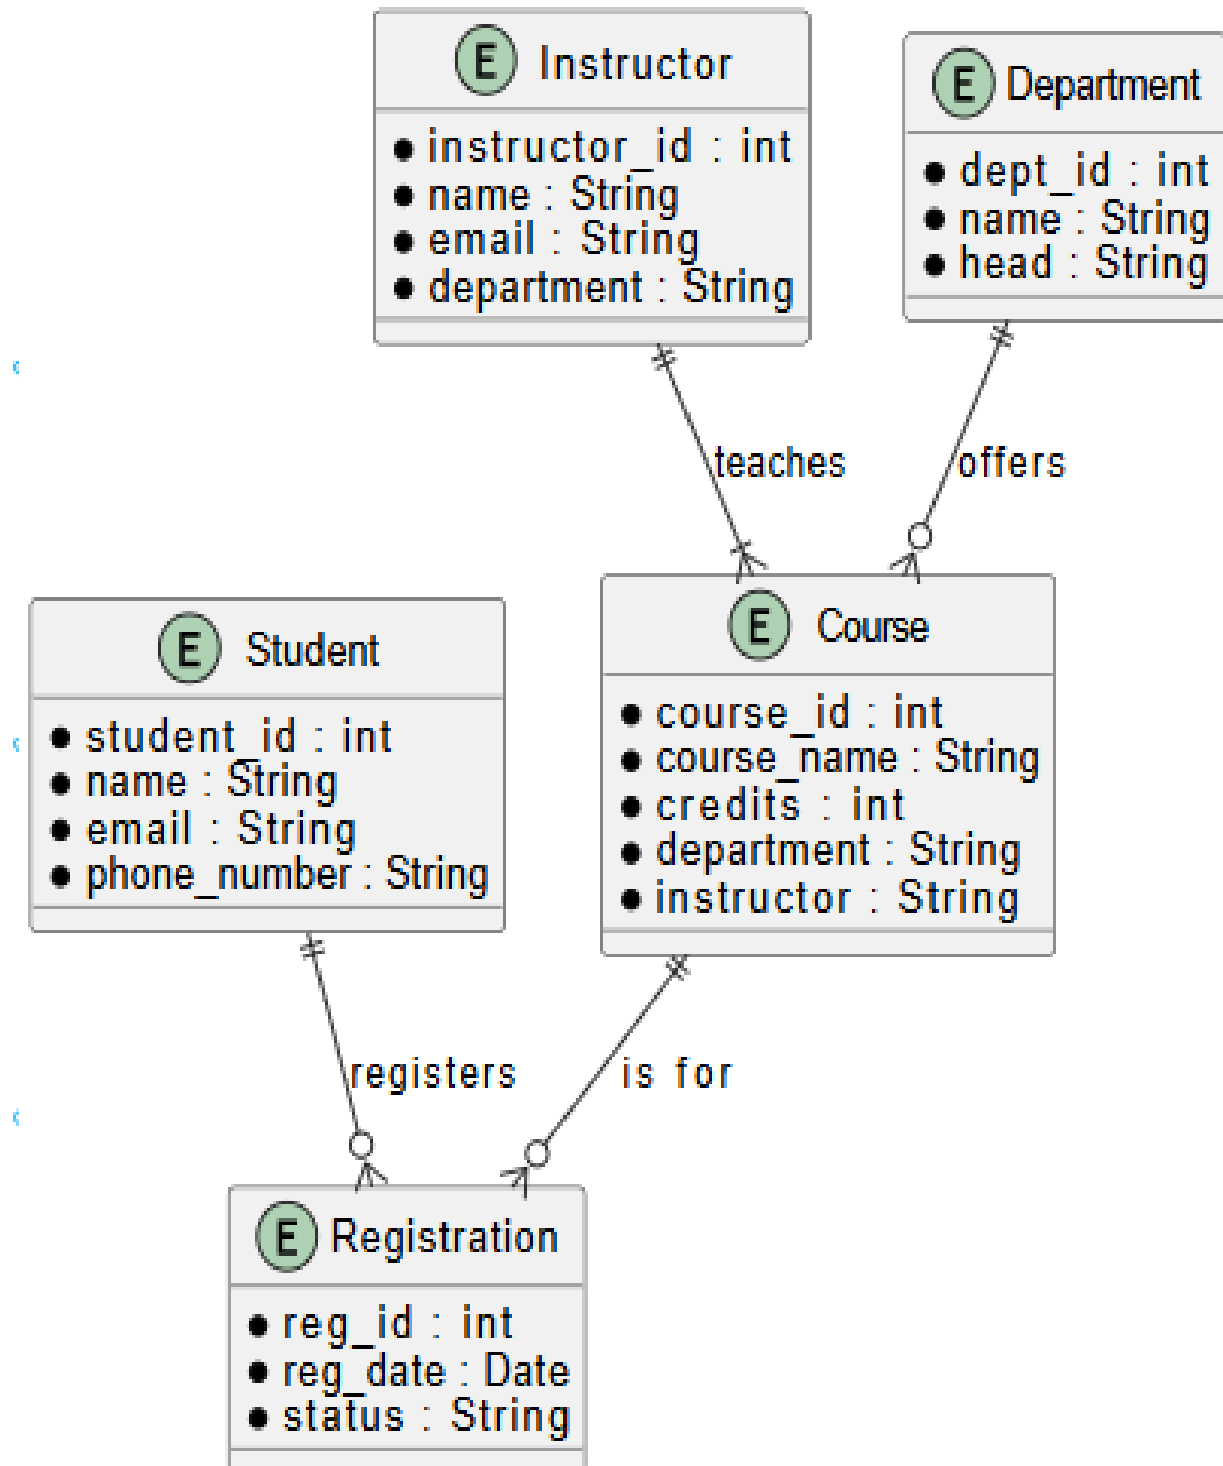 E Instructor
instructor_id : int
name : String
email : String
department : String
E Department
dept_id : int
name : String
head : String
teaches
offers
E Student
student_id : int
name : String
email : String
phone_number : String
E Course
course_id : int
course_name : String
credits : int
department : String
instructor : String
registers
is for
E Registration
reg_id : int
reg_date : Date
status : String